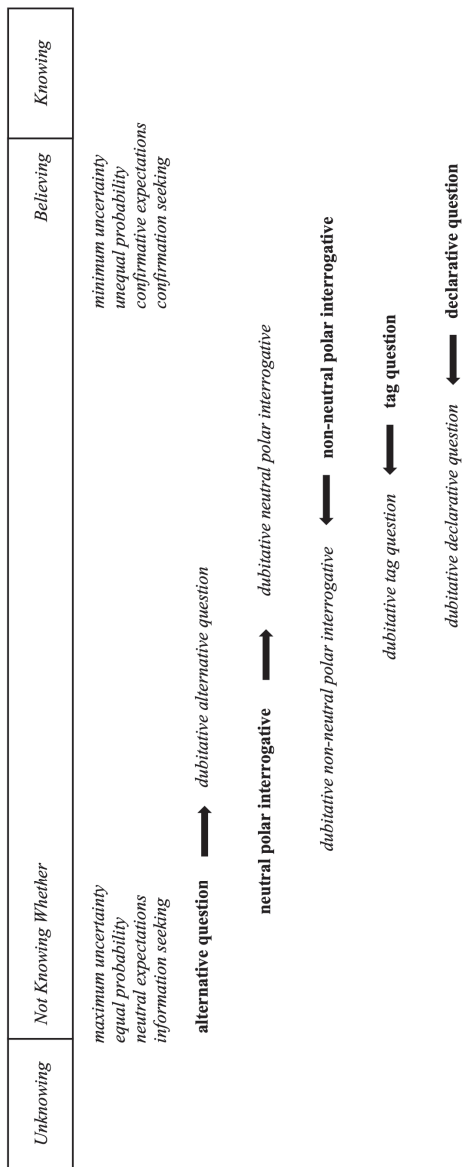 Unknowing
Not Knowing Whether
Believing
Knowing
maximum uncertainty
equal probability
neutral expectations
information seeking
minimum uncertainty
unequal probability
confirmative expectations
confirmation seeking
alternative question
dubitative alternative question
neutral polar interrogative
dubitative neutral polar interrogative
dubitative non-neutral polar interrogative
non-neutral polar interrogative
dubitative tag question
tag question
dubitative declarative question
declarative question